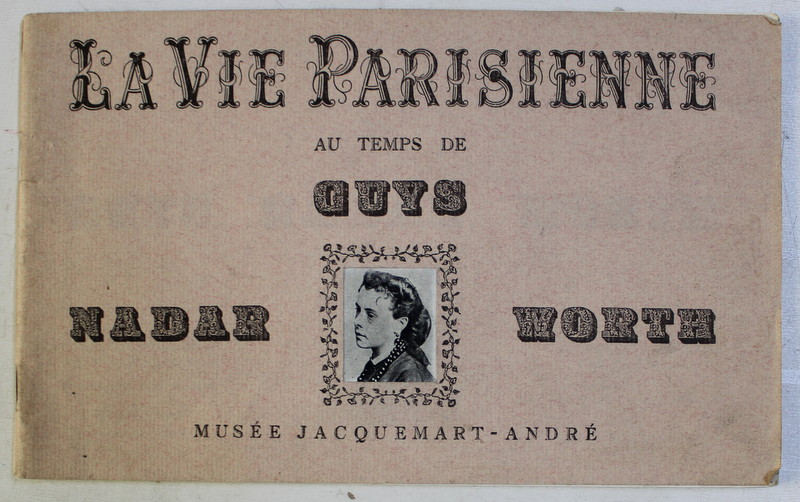 LA VIE PARISIENNE
AU TEMPS DE
GUYS
NADAR WORTH
MUSÉE JACQUEMART-ANDRÉ